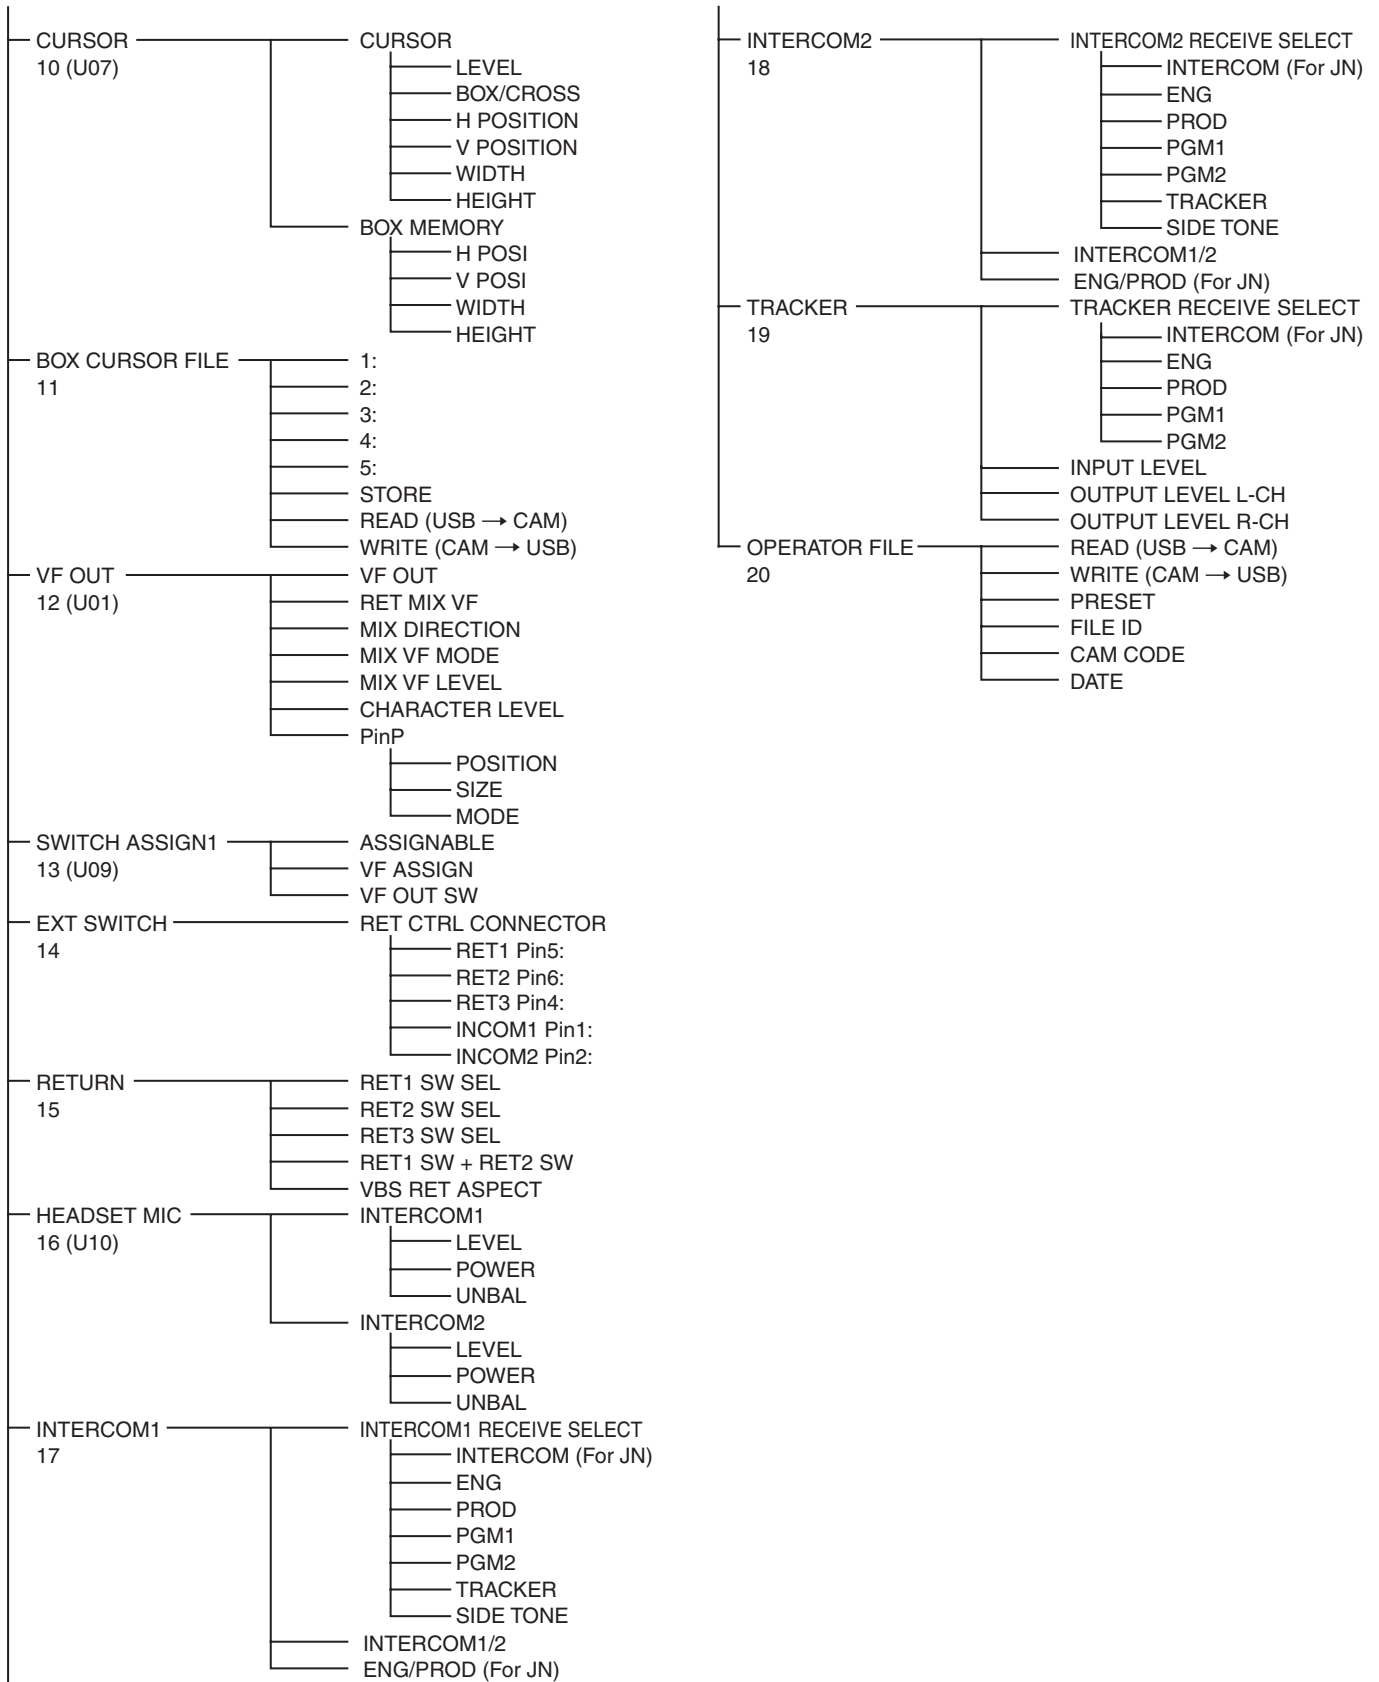 CURSOR
10 (U07)
CURSOR
LEVEL
BOX/CROSS
H POSITION
V POSITION
WIDTH
HEIGHT
BOX MEMORY
H POSI
V POSI
WIDTH
HEIGHT
BOX CURSOR FILE
11
1:
2:
3:
4:
5:
STORE
READ (USB → CAM)
WRITE (CAM → USB)
VF OUT
12 (U01)
VF OUT
RET MIX VF
MIX DIRECTION
MIX VF MODE
MIX VF LEVEL
CHARACTER LEVEL
PinP
POSITION
SIZE
MODE
SWITCH ASSIGN1
13 (U09)
ASSIGNABLE
VF ASSIGN
VF OUT SW
EXT SWITCH
14
RET CTRL CONNECTOR
RET1 Pin5:
RET2 Pin6:
RET3 Pin4:
INCOM1 Pin1:
INCOM2 Pin2:
RETURN
15
RET1 SW SEL
RET2 SW SEL
RET3 SW SEL
RET1 SW + RET2 SW
VBS RET ASPECT
HEADSET MIC
16 (U10)
INTERCOM1
LEVEL
POWER
UNBAL
INTERCOM2
LEVEL
POWER
UNBAL
INTERCOM1
17
INTERCOM1 RECEIVE SELECT
INTERCOM (For JN)
ENG
PROD
PGM1
PGM2
TRACKER
SIDE TONE
INTERCOM1/2
ENG/PROD (For JN)
INTERCOM2
18
INTERCOM2 RECEIVE SELECT
INTERCOM (For JN)
ENG
PROD
PGM1
PGM2
TRACKER
SIDE TONE
INTERCOM1/2
ENG/PROD (For JN)
TRACKER
19
TRACKER RECEIVE SELECT
INTERCOM (For JN)
ENG
PROD
PGM1
PGM2
INPUT LEVEL
OUTPUT LEVEL L-CH
OUTPUT LEVEL R-CH
OPERATOR FILE
20
READ (USB → CAM)
WRITE (CAM → USB)
PRESET
FILE ID
CAM CODE
DATE